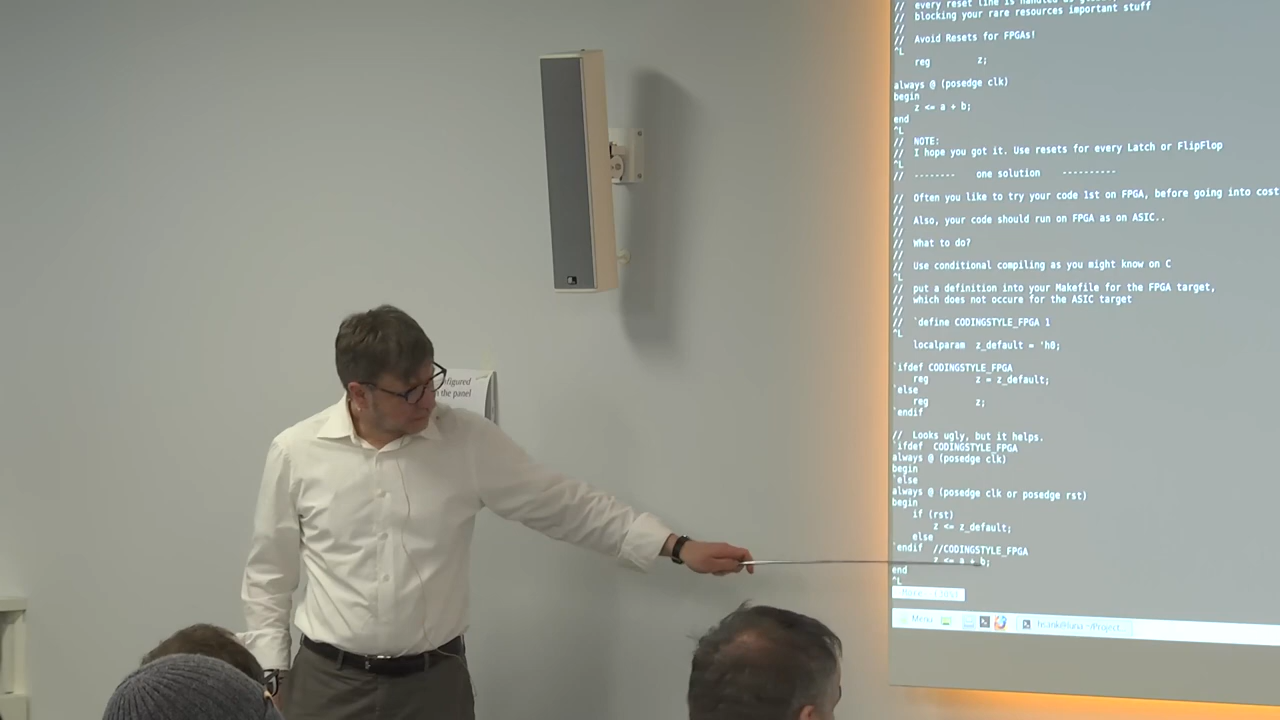 // every reset line is handled as global,
// blocking your rare resources important stuff
//
// Avoid Resets for FPGAs!
^L
reg z;
always @ (posedge clk)
begin
z <= a + b;
end
^L
// NOTE:
// I hope you got it. Use resets for every Latch or FlipFlop
^L
// -------- one solution ----------
//
// Often you like to try your code 1st on FPGA, before going into cost
//
// Also, your code should run on FPGA as on ASIC..
//
// What to do?
//
// Use conditional compiling as you might know on C
^L
// put a definition into your Makefile for the FPGA target,
// which does not occure for the ASIC target
//
// `define CODINGSTYLE_FPGA 1
^L
localparam z_default = 'h0;
`ifdef CODINGSTYLE_FPGA
reg z = z_default;
`else
reg z;
`endif
// Looks ugly, but it helps.
`ifdef CODINGSTYLE_FPGA
always @ (posedge clk)
begin
`else
always @ (posedge clk or posedge rst)
begin
if (rst)
z <= z_default;
else
`endif //CODINGSTYLE_FPGA
z <= a + b;
end
^L
Menu
figured
n the panel